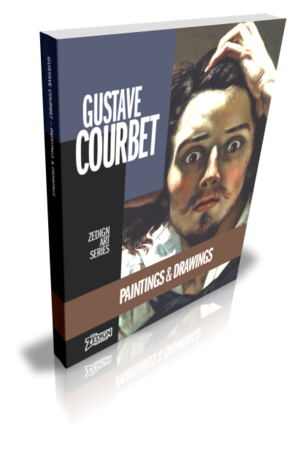 GUSTAVE COURBET – PAINTINGS & DRAWINGS
GUSTAVE
COURBET
ZEDIGN
ART
SERIES
PAINTINGS & DRAWINGS
ZEDIGN